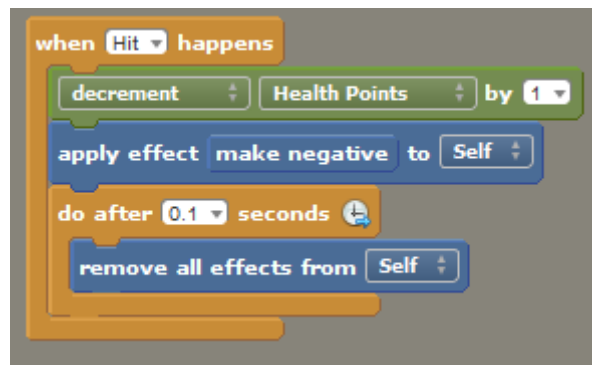 when Hit happens
decrement Health Points by 1
apply effect make negative to Self
do after 0.1 seconds
remove all effects from Self